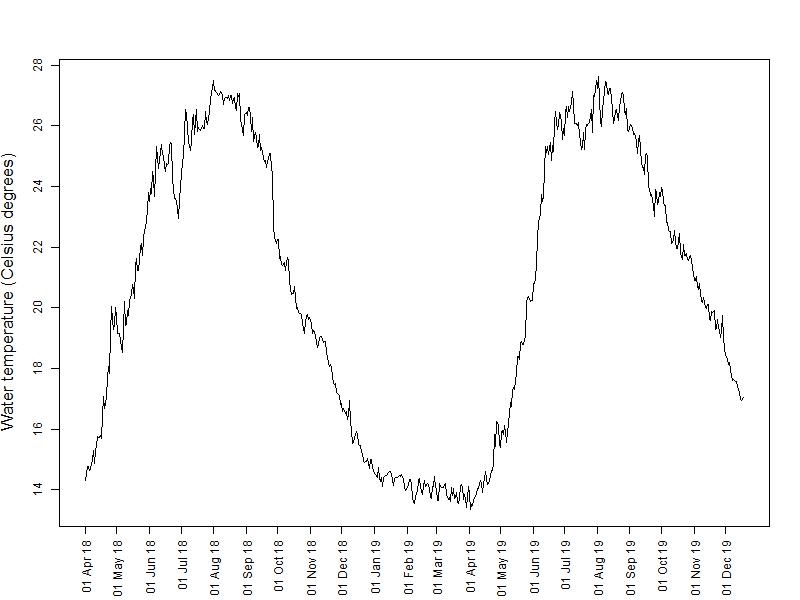 Water temperature (Celsius degrees)
28
26
24
22
20
18
16
14
01 Apr 18
01 May 18
01 Jun 18
01 Jul 18
01 Aug 18
01 Sep 18
01 Oct 18
01 Nov 18
01 Dec 18
01 Jan 19
01 Feb 19
01 Mar 19
01 Apr 19
01 May 19
01 Jun 19
01 Jul 19
01 Aug 19
01 Sep 19
01 Oct 19
01 Nov 19
01 Dec 19